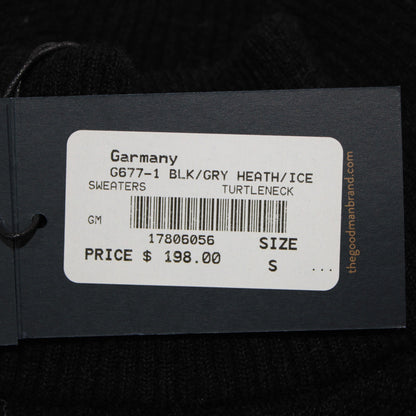 Garmany
G677-1 BLK/GRY HEATH/ICE
SWEATERS TURTLENECK
GM
17806056
SIZE
PRICE $ 198.00
S ...
thegoodmanbrand.com